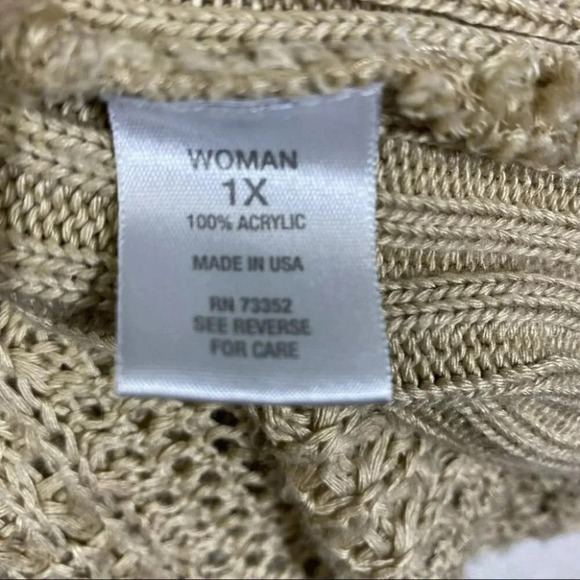 WOMAN
1X
100% ACRYLIC
MADE IN USA
RN 73352
SEE REVERSE
FOR CARE